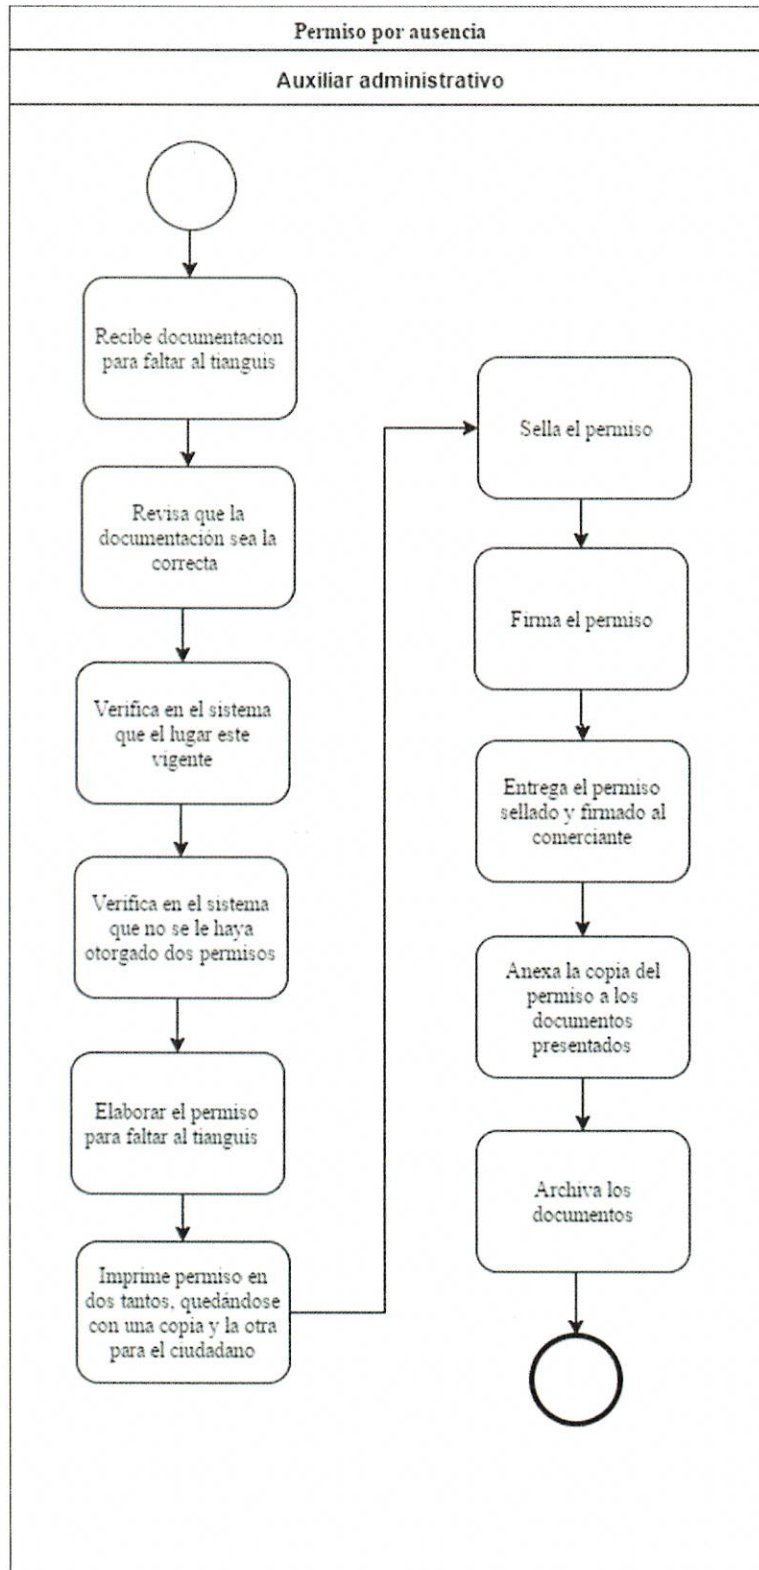 Permiso por ausencia
Auxiliar administrativo
Recibe documentacion
para faltar al tianguis
Revisa que la
documentación sea la
correcta
Verifica en el sistema
que el lugar este
vigente
Verifica en el sistema
que no se le haya
otorgado dos permisos
Elaborar el permiso
para faltar al tianguis
Imprime permiso en
dos tantos, quedándose
con una copia y la otra
para el ciudadano
Sella el permiso
Firma el permiso
Entrega el permiso
sellado y firmado al
comerciante
Anexa la copia del
permiso a los
documentos
presentados
Archiva los
documentos